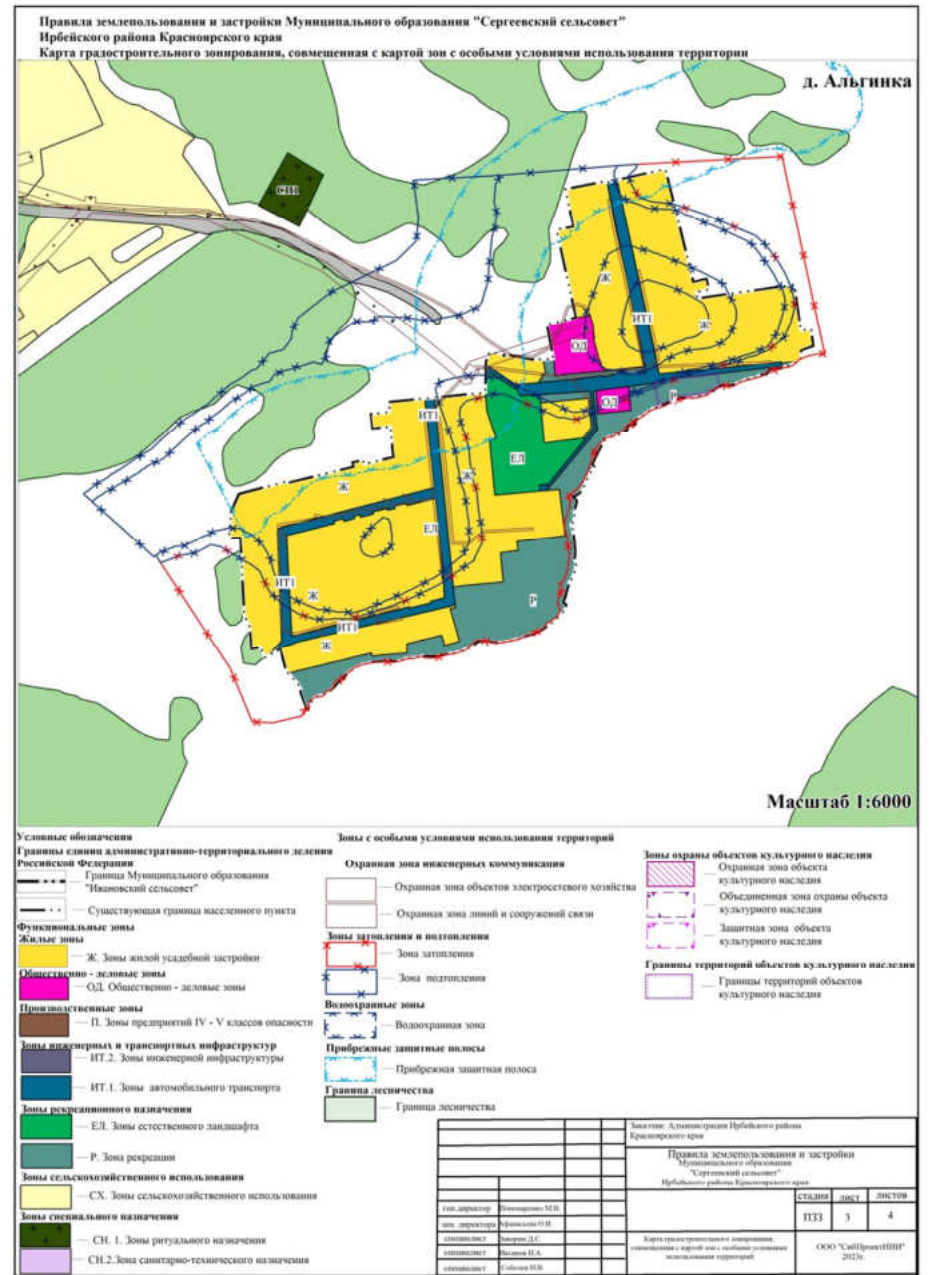 Правила землепользования и застройки Муниципального образования "Сергеевский сельсовет"
Ирбейского района Красноярского края
Карта градостроительного зонирования, совмещенная с картой зон с особыми условиями использования территории
д. Альгинка
СН1
Ж
ИТ1
Ж
ОД
ОД
Р
ИТ1
Ж
ЕЛ
Ж
ЕЛ
ИТ1
Ж
ИТ1
Ж
Р
Масштаб 1:6000
Условные обозначения
Границы единиц административно-территориального деления
Российской Федерации
Граница Муниципального образования
"Ивановский сельсовет"
Существующая граница населенного пункта
Функциональные зоны
Жилые зоны
Ж. Зоны жилой усадебной застройки
Общественно - деловые зоны
ОД. Общественно - деловые зоны
Производственные зоны
П. Зоны предприятий IV - V классов опасности
Зоны инженерных и транспортных инфраструктур
ИТ.2. Зоны инженерной инфраструктуры
ИТ.1. Зоны автомобильного транспорта
Зоны рекреационного назначения
ЕЛ. Зоны естественного ландшафта
Р. Зона рекреации
Зоны сельскохозяйственного использования
СХ. Зоны сельскохозяйственного использования
Зоны специального назначения
СН. 1. Зоны ритуального назначения
СН.2.Зона санитарно-технического назначения
Зоны с особыми условиями использования территорий
Охранная зона инженерных коммуникация
Охранная зона объектов электросетевого хозяйства
Охранная зона линий и сооружений связи
Зоны затопления и подтопления
Зона затопления
Зона подтопления
Водоохранные зоны
Водоохранная зона
Прибрежные защитные полосы
Прибрежная защитная полоса
Граница лесничества
Граница лесничества
Зоны охраны объектов культурного наследия
Охранная зона объекта
культурного наследия
Объединенная зона охраны объекта
культурного наследия
Защитная зона объекта
культурного наследия
Границы территорий объектов культурного наследия
Границы территорий объектов
культурного наследия
Заказчик: Администрация Ирбейского района
Красноярского края
Правила землепользования и застройки
Муниципального образования
"Сергеевский сельсовет"
Ирбейского района Красноярского края
стадия лист листов
ПЗЗ 3 4
ген.директор Пономаренко М.В.
зам. директора О.В.
специалист Д.С.
специалист Н.А.
специалист Соболев Н.В.
Карта градостроительного зонирования,
совмещенная с картой зон с особыми условиями
использования территорий
ООО "СибПроектНИИ"
2023г.